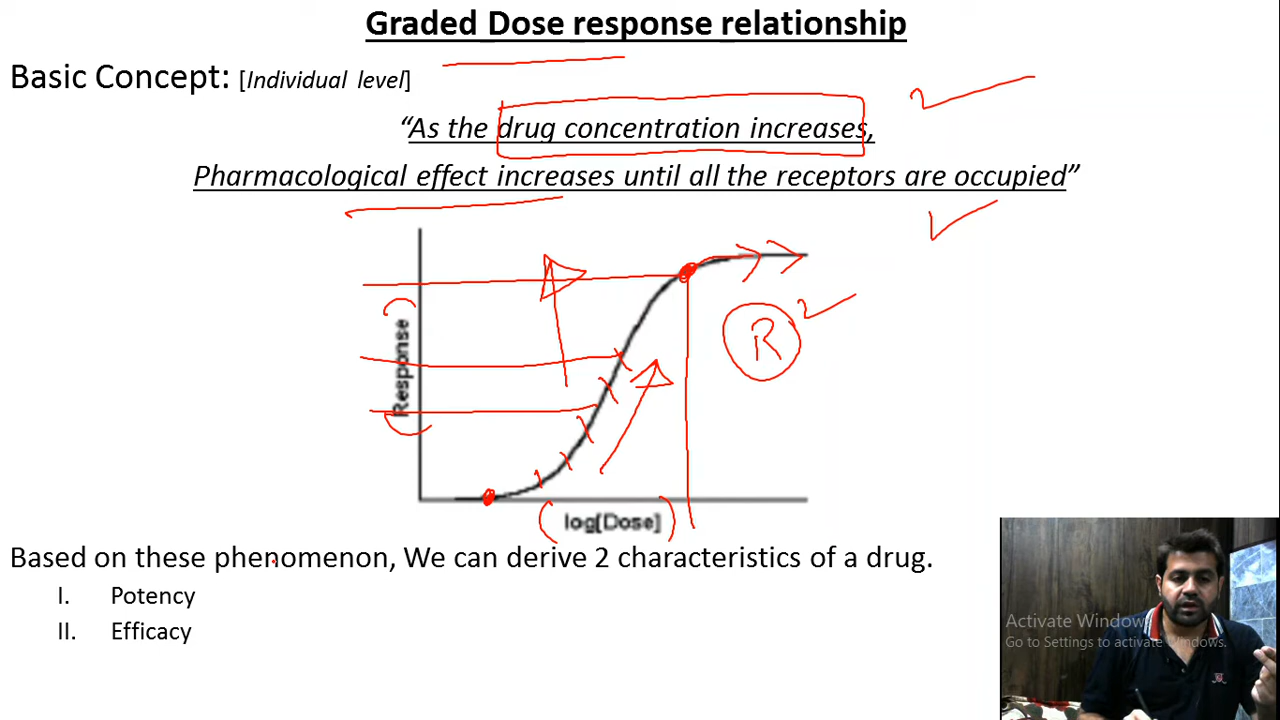 Graded Dose response relationship
Basic Concept: [Individual level]
“As the drug concentration increases,
Pharmacological effect increases until all the receptors are occupied”
Response
R
log[Dose]
Based on these phenomenon, We can derive 2 characteristics of a drug.
I. Potency
II. Efficacy
Activate Window
Go to Settings to activate Windows.